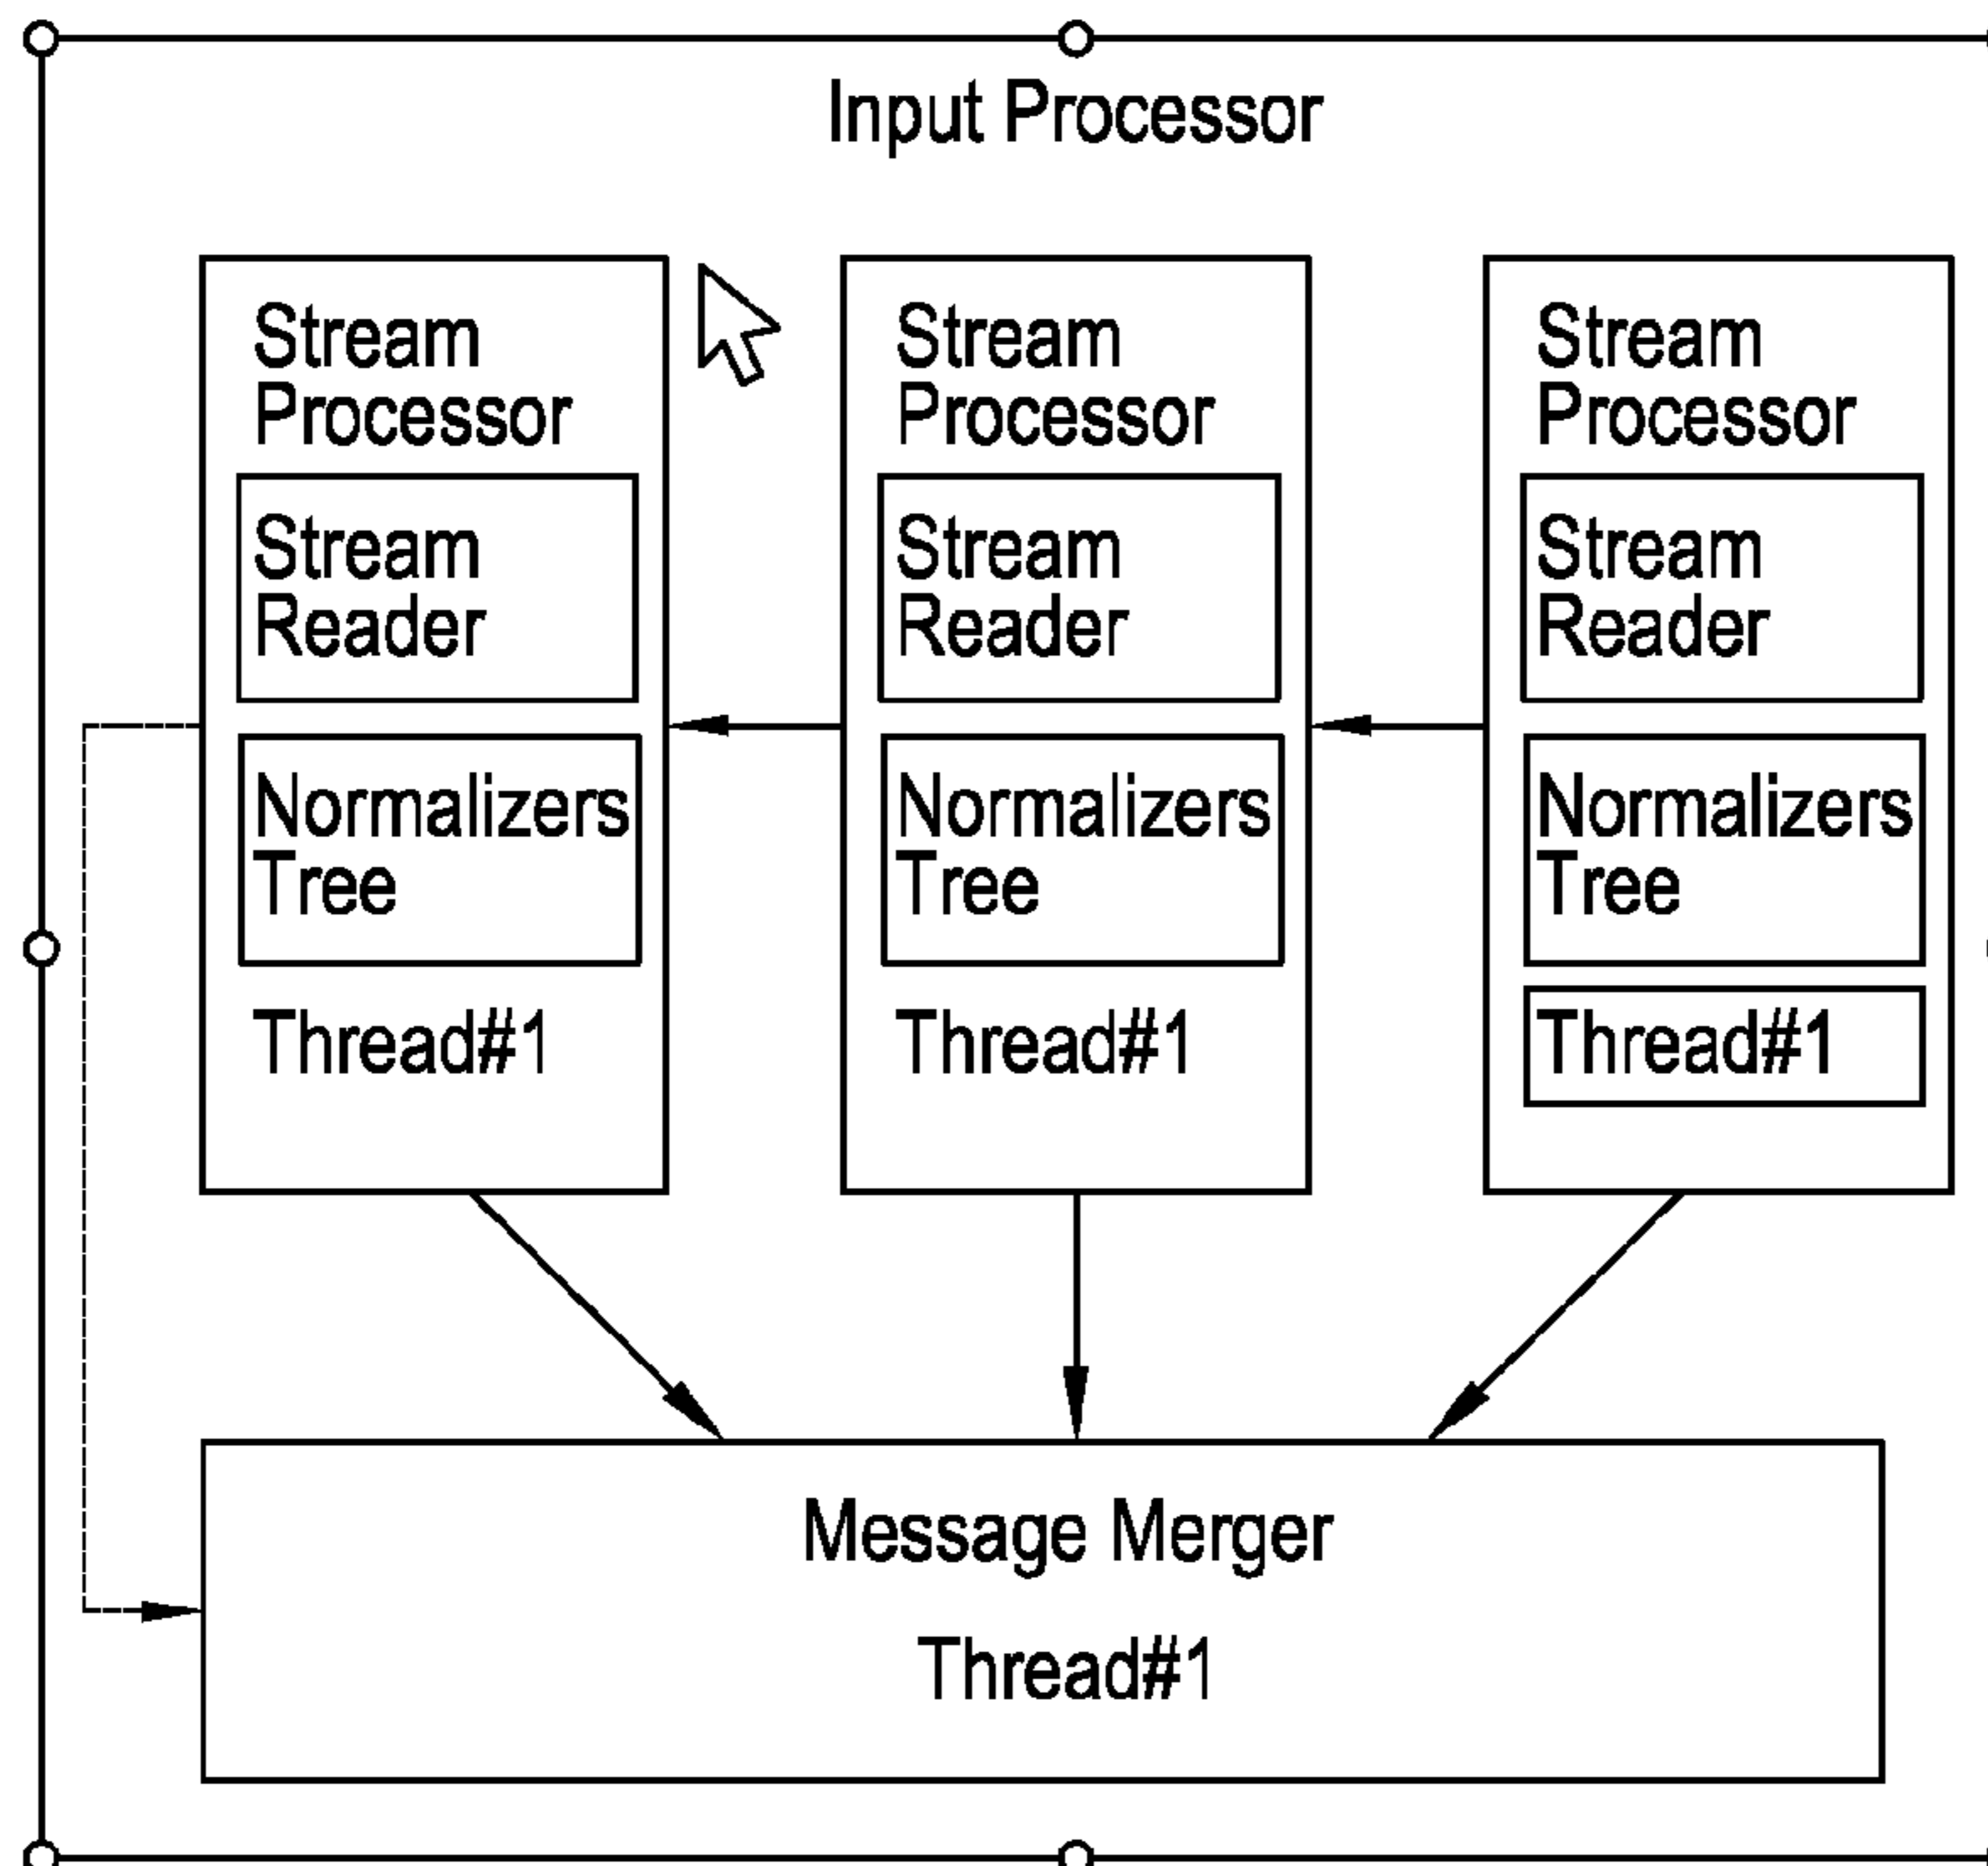 Input Processor
Stream
Processor
Stream
Reader
Normalizers
Tree
Thread#1
Stream
Processor
Stream
Reader
Normalizers
Tree
Thread#1
Stream
Processor
Stream
Reader
Normalizers
Tree
Thread#1
Message Merger
Thread#1